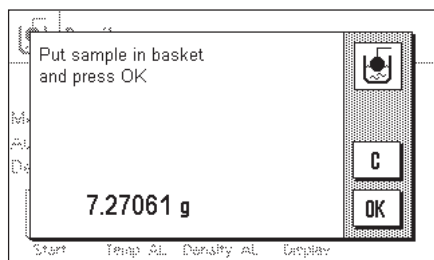 Put sample in basket
and press OK
C
7.27061 g
OK
Start Temp AL Density AL Display